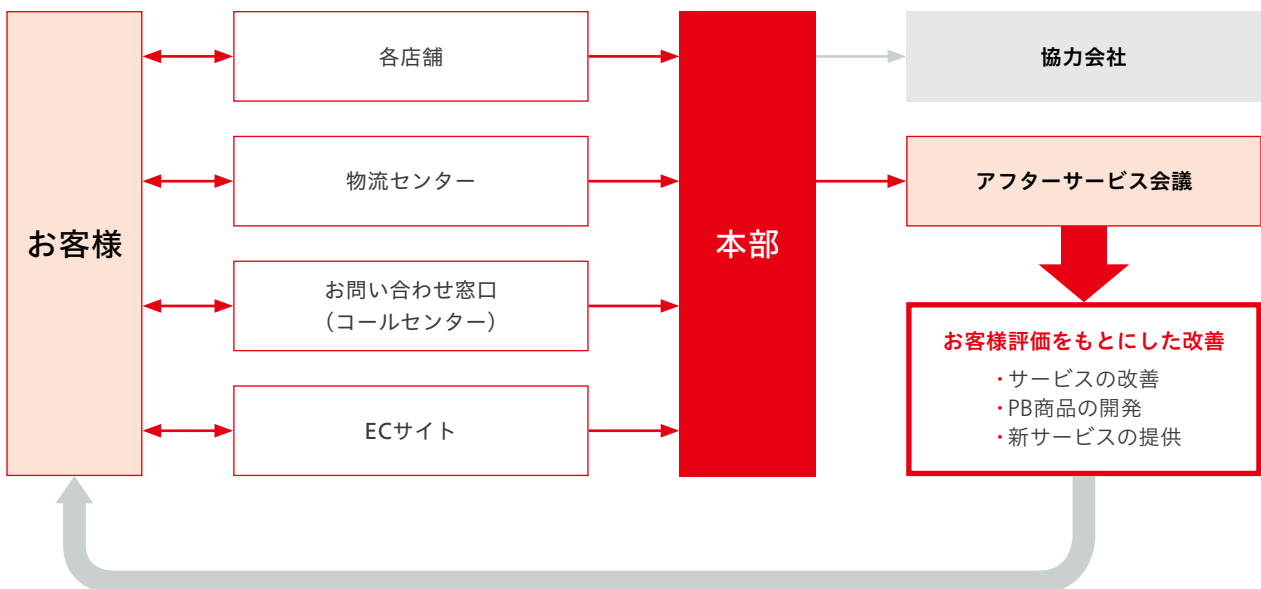 お客様
各店舗
物流センター
お問い合わせ窓口
（コールセンター）
ECサイト
本部
協力会社
アフターサービス会議
お客様評価をもとにした改善
・サービスの改善
・PB商品の開発
・新サービスの提供